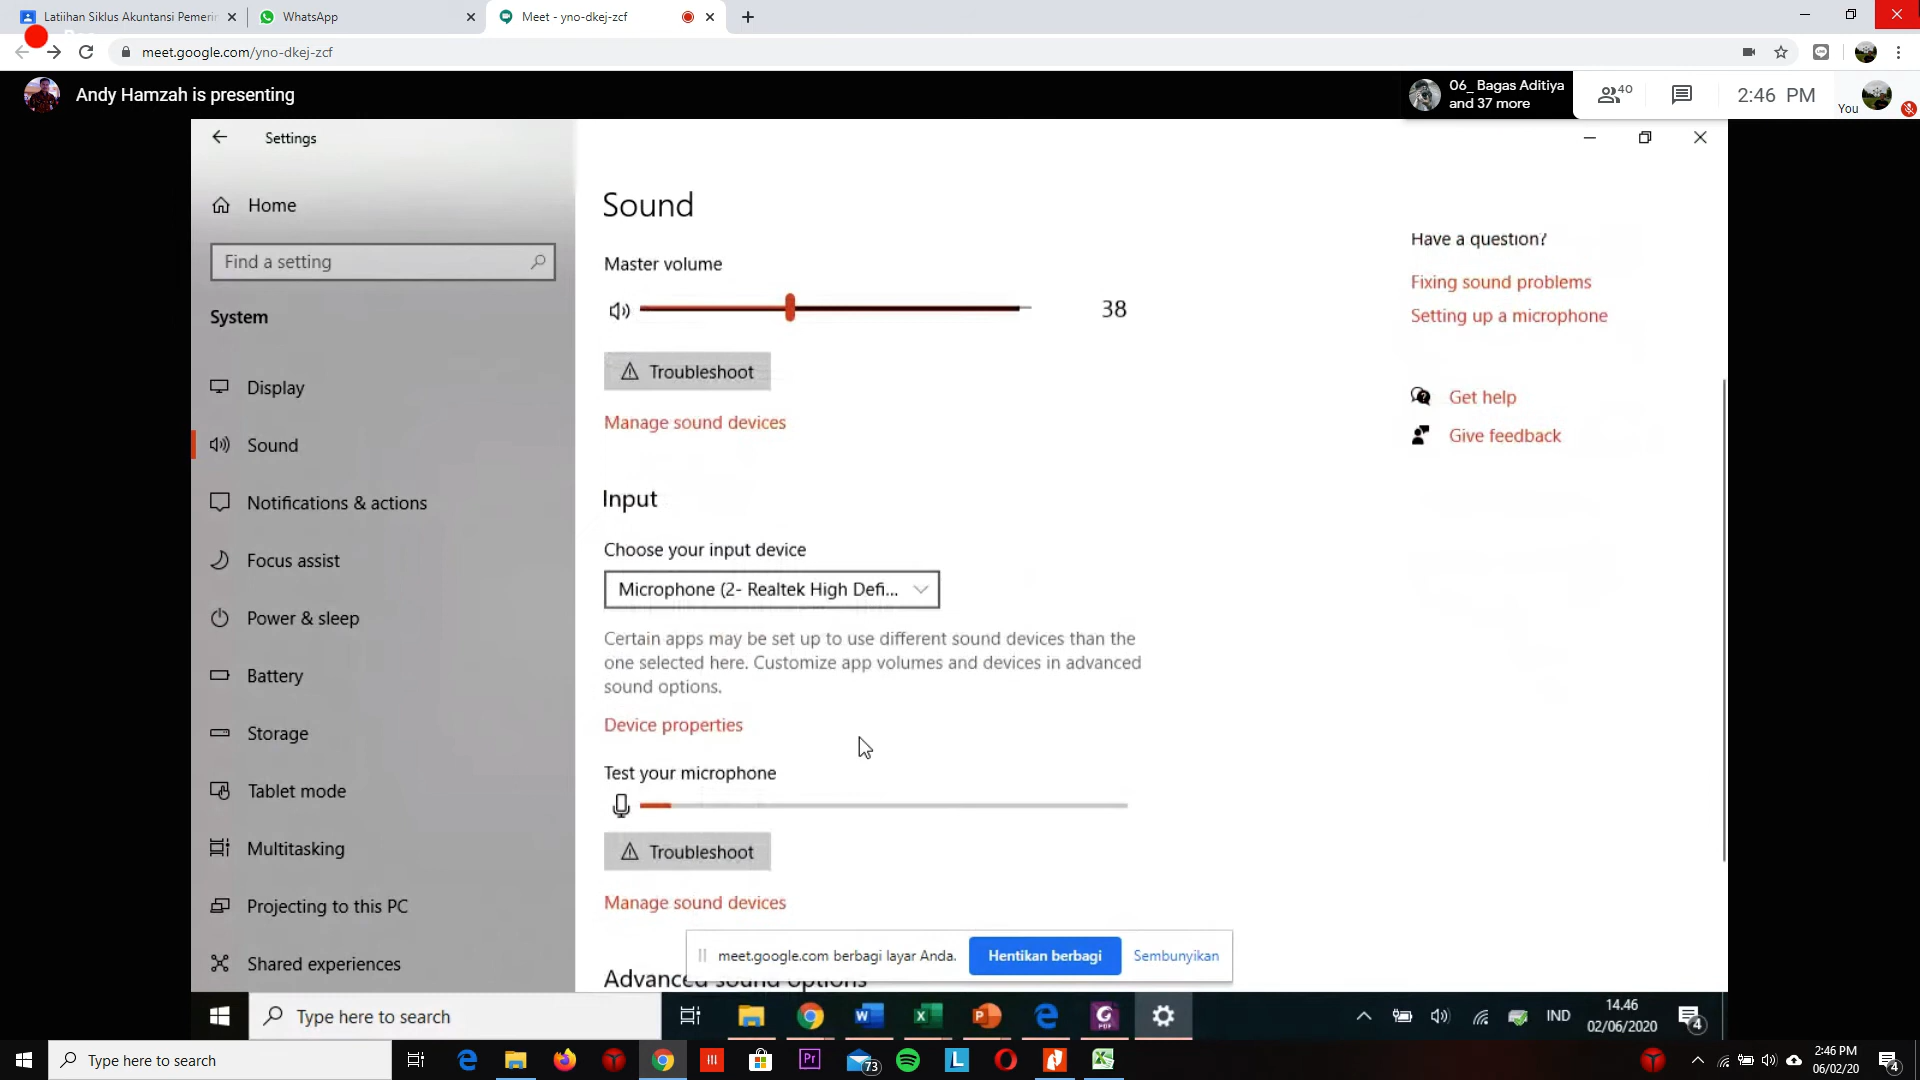 Latiihan Siklus Akuntansi Pemerin
WhatsApp
Meet - yno-dkej-zcf
meet.google.com/yno-dkej-zcf
Andy Hamzah is presenting
06_ Bagas Aditiya
and 37 more
40
2:46 PM
You
Settings
Home
Find a setting
System
Display
Sound
Notifications & actions
Focus assist
Power & sleep
Battery
Storage
Tablet mode
Multitasking
Projecting to this PC
Shared experiences
Sound
Master volume
38
Troubleshoot
Manage sound devices
Input
Choose your input device
Microphone (2- Realtek High Defi...
Certain apps may be set up to use different sound devices than the
one selected here. Customize app volumes and devices in advanced
sound options.
Device properties
Test your microphone
Troubleshoot
Manage sound devices
Advanced sound options
Have a question?
Fixing sound problems
Setting up a microphone
Get help
Give feedback
meet.google.com berbagi layar Anda.
Hentikan berbagi
Sembunyikan
Type here to search
IND
14.46
02/06/2020
4
Type here to search
Pr
73
L
2:46 PM
06/02/20
4